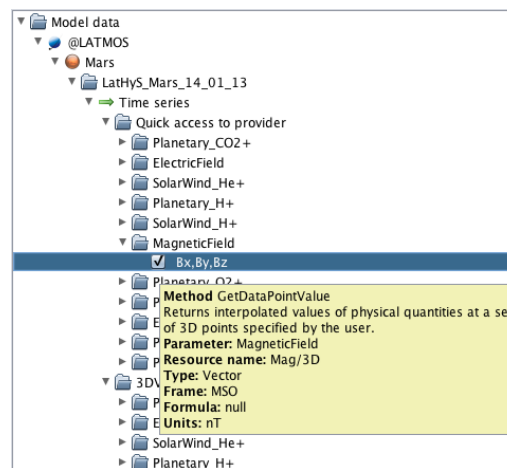 Model data
@LATMOS
Mars
LatHyS_Mars_14_01_13
Time series
Quick access to provider
Planetary_CO2+
ElectricField
SolarWind_He+
Planetary_H+
SolarWind_H+
MagneticField
Bx,By,Bz
Planetary_O2+
Method GetDataPointValue
Returns interpolated values of physical quantities at a se
of 3D points specified by the user.
Parameter: MagneticField
Resource name: Mag/3D
Type: Vector
Frame: MSO
Formula: null
Units: nT
P
E
P
P
3DV
P
E
SolarWind_He+
Planetary_H+